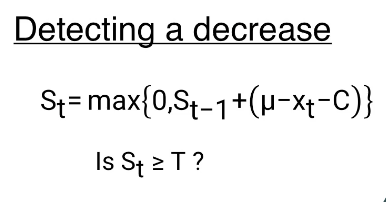 Detecting a decrease
Sₜ= max{0,Sₜ₋₁+(μ−xₜ−C)}
Is Sₜ ≥ T ?